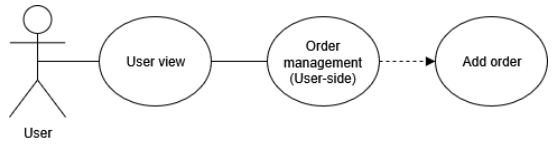 User view
Order
management
(User-side)
Add order
User